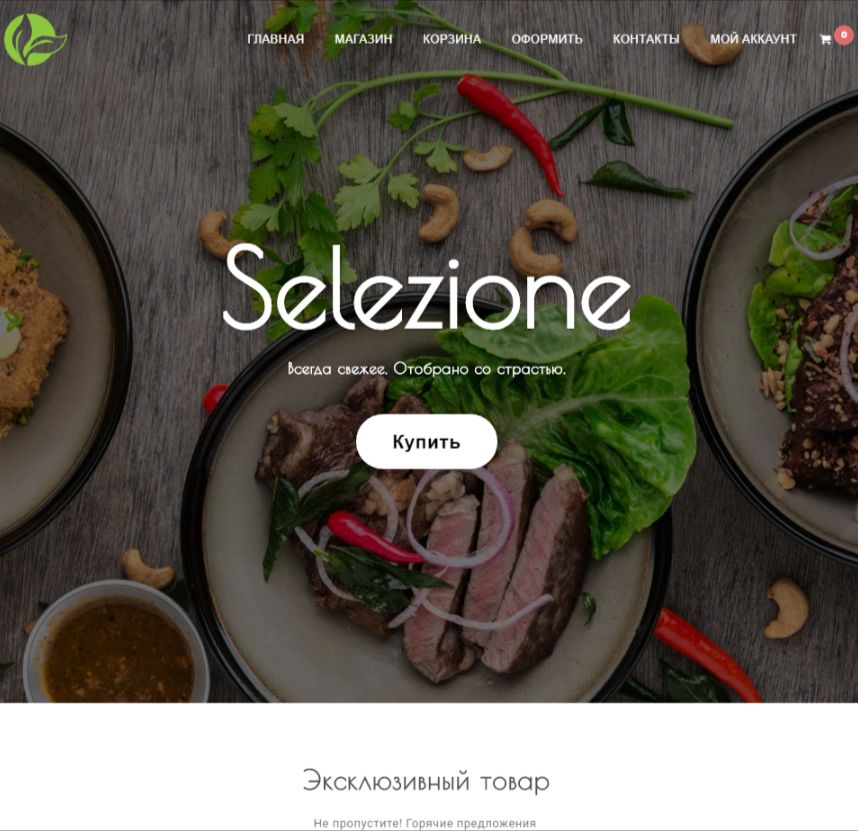 ГЛАВНАЯ МАГАЗИН КОРЗИНА ОФОРМИТЬ КОНТАКТЫ МОЙ АККАУНТ 0
Selezione
Всегда свежее. Отобрано со страстью.
Купить
Эксклюзивный товар
Не пропустите! Горячие предложения